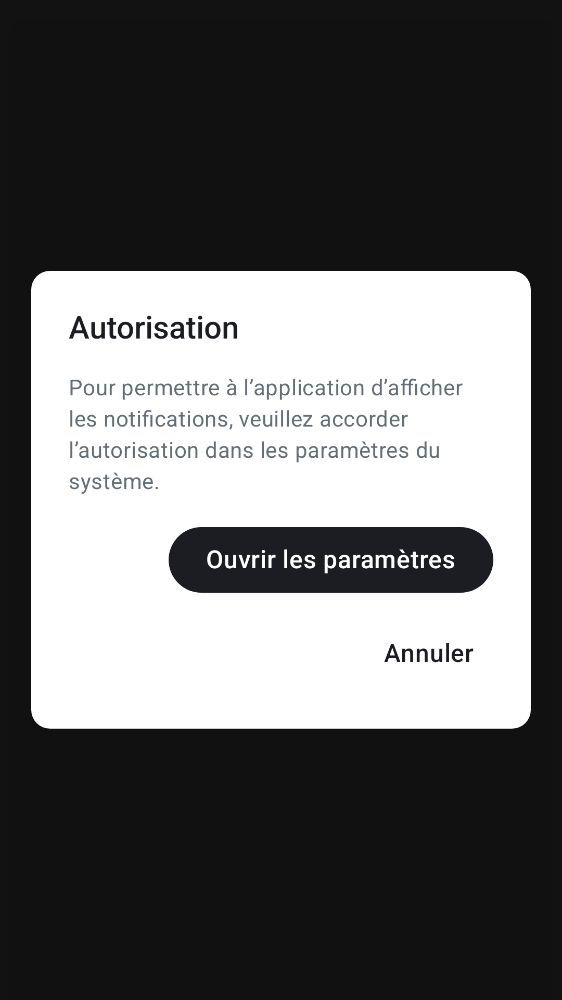 Autorisation
Pour permettre à l’application d’afficher
les notifications, veuillez accorder
l’autorisation dans les paramètres du
système.
Ouvrir les paramètres
Annuler